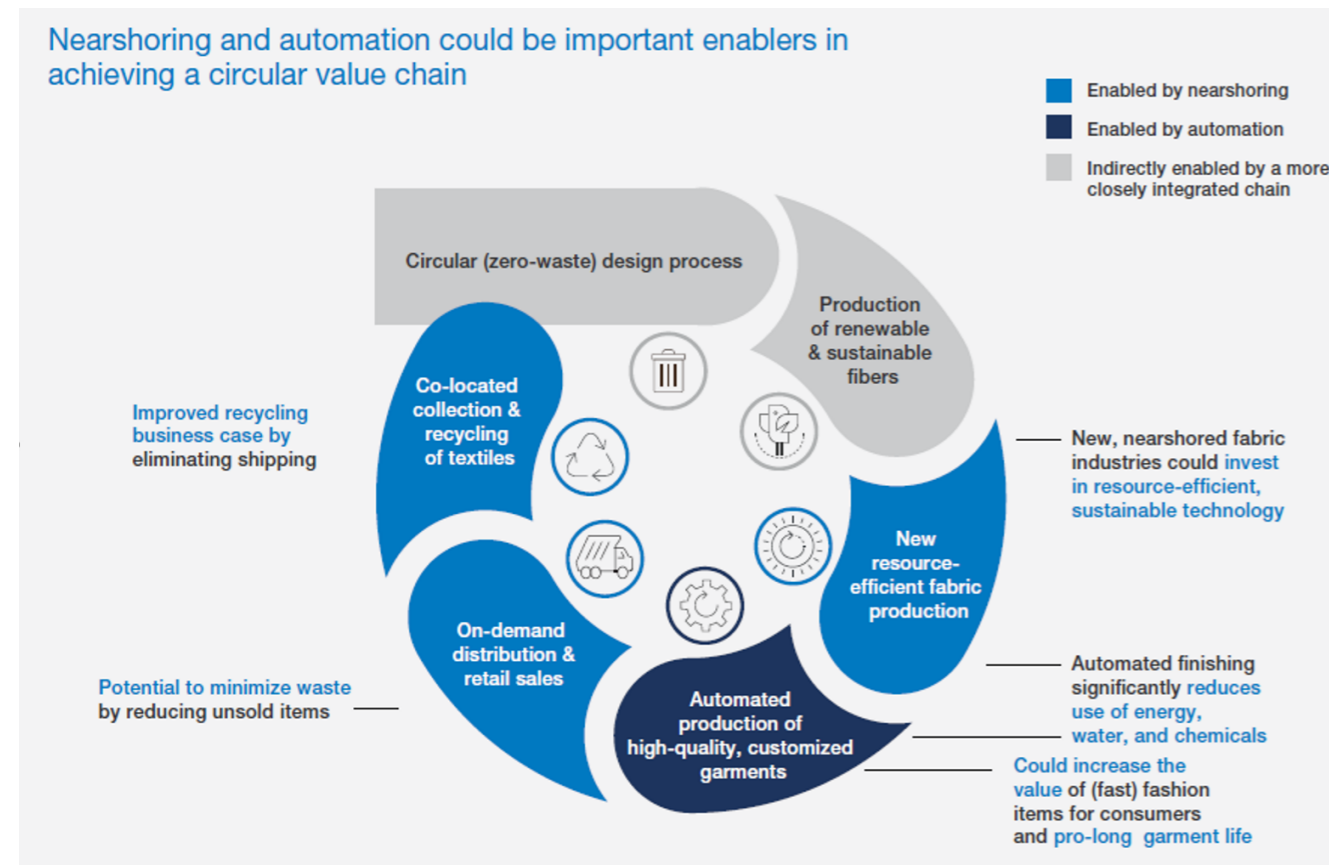 Nearshoring and automation could be important enablers in
achieving a circular value chain
Enabled by nearshoring
Enabled by automation
Indirectly enabled by a more
closely integrated chain
Circular (zero-waste) design process
Production
of renewable
& sustainable
fibers
Co-located
collection &
recycling
of textiles
Improved recycling
business case by
eliminating shipping
New, nearshored fabric
industries could invest
in resource-efficient,
sustainable technology
New
resource-
efficient fabric
production
On-demand
distribution &
retail sales
Automated finishing
significantly reduces
use of energy,
water, and chemicals
Potential to minimize waste
by reducing unsold items
Automated
production of
high-quality, customized
garments
Could increase the
value of (fast) fashion
items for consumers
and pro-long garment life